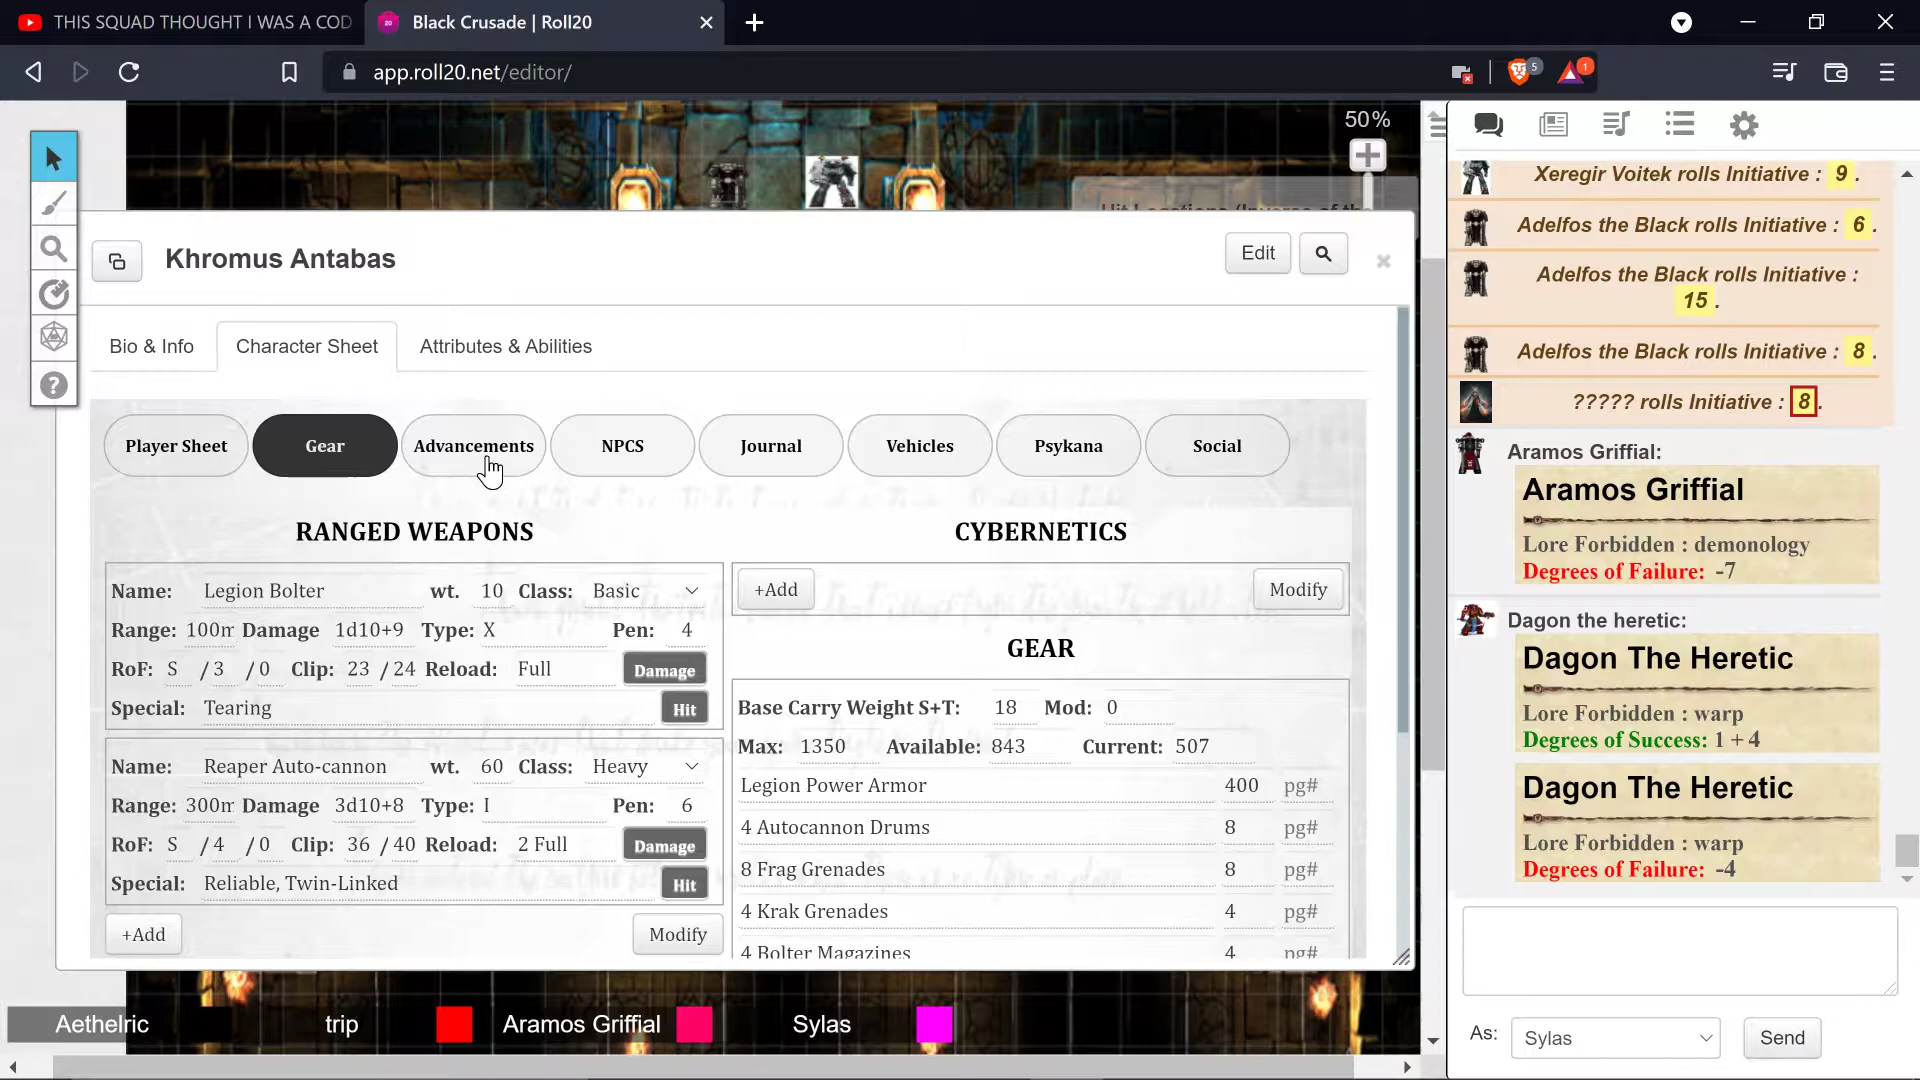 THIS SQUAD THOUGHT I WAS A COD
Black Crusade | Roll20
app.roll20.net/editor/
5
1
50%
Khromus Antabas
Edit
Bio & Info
Character Sheet
Attributes & Abilities
Player Sheet
Gear
Advancements
NPCS
Journal
Vehicles
Psykana
Social
RANGED WEAPONS
Name: Legion Bolter wt. 10 Class: Basic
Range: 100m Damage 1d10+9 Type: X Pen: 4
RoF: S /3 /0 Clip: 23 /24 Reload: Full Damage
Special: Tearing Hit
Name: Reaper Auto-cannon wt. 60 Class: Heavy
Range: 300m Damage 3d10+8 Type: I Pen: 6
RoF: S /4 /0 Clip: 36 /40 Reload: 2 Full Damage
Special: Reliable, Twin-Linked Hit
+Add Modify
CYBERNETICS
+Add Modify
GEAR
Base Carry Weight S+T: 18 Mod: 0
Max: 1350 Available: 843 Current: 507
Legion Power Armor 400 pg#
4 Autocannon Drums 8 pg#
8 Frag Grenades 8 pg#
4 Krak Grenades 4 pg#
4 Bolter Magazines 4 pg#
Aethelric
trip
Aramos Griffial
Sylas
Xeregir Voitek rolls Initiative : 9 .
Adelfos the Black rolls Initiative : 6 .
Adelfos the Black rolls Initiative :
15 .
Adelfos the Black rolls Initiative : 8 .
????? rolls Initiative : 8 .
Aramos Griffial:
Aramos Griffial
Lore Forbidden : demonology
Degrees of Failure: -7
Dagon the heretic:
Dagon The Heretic
Lore Forbidden : warp
Degrees of Success: 1 + 4
Dagon The Heretic
Lore Forbidden : warp
Degrees of Failure: -4
As: Sylas Send